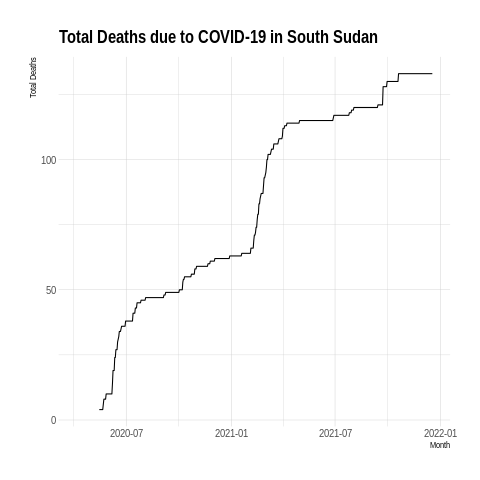 Total Deaths due to COVID-19 in South Sudan
Total Deaths
100
50
0
2020-07 2021-01 2021-07 2022-01
Month